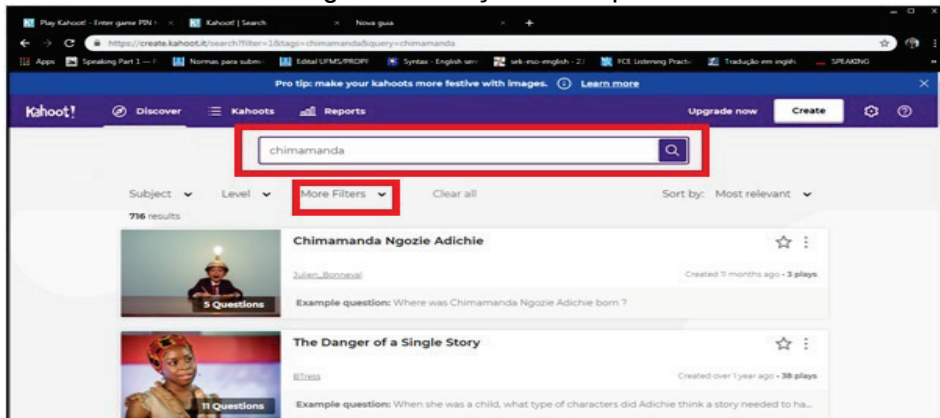 Play Kahoot! - Enter game PIN Kahoot! | Search Nova guia
https://create.kahoot.it/search?filter=1&tags=chimamanda&query=chimamanda
Apps Speaking Part 1 — Normas para subm Edital UFMS/PROPP Syntax - English sen sek-eso-english - 2 FCE Listening Practi Tradução em inglês SPEAKING
Pro tip: make your kahoots more festive with images. Learn more
Kahoot! Discover Kahoots Reports Upgrade now Create
chimamanda
Subject Level More Filters Clear all Sort by: Most relevant
716 results
Chimamanda Ngozie Adichie
Julien_Bonneval Created 11 months ago • 3 plays
5 Questions Example question: Where was Chimamanda Ngozie Adichie born ?
The Danger of a Single Story
BTress Created over 1 year ago • 38 plays
11 Questions Example question: When she was a child, what type of characters did Adichie think a story needed to ha...